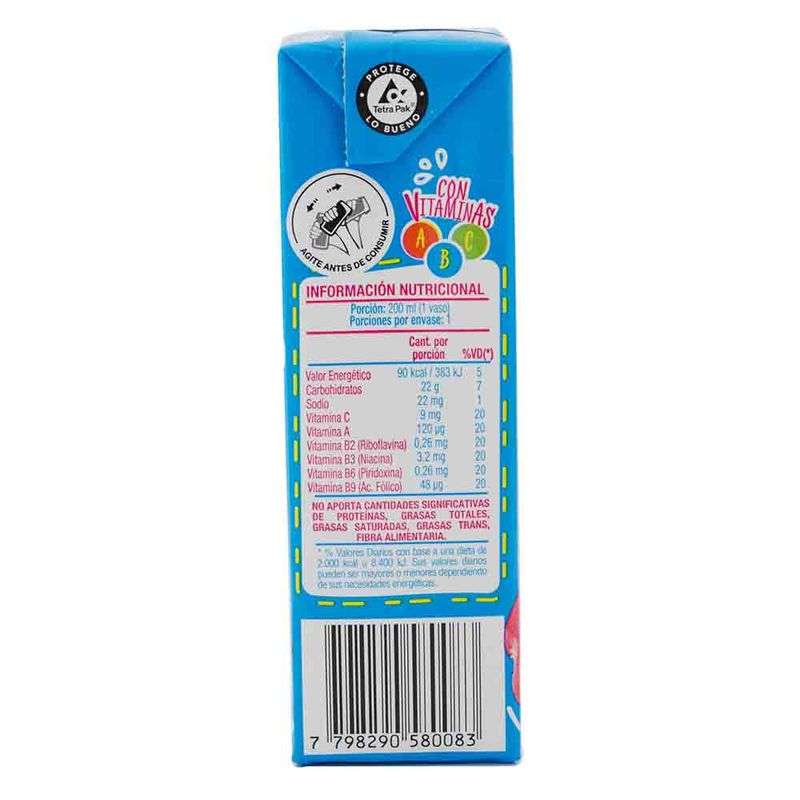 PROTEGE
Tetra Pak®
LO BUENO
CON
VITAMINAS
A
B
C
AGITE ANTES DE CONSUMIR
INFORMACIÓN NUTRICIONAL
Porción: 200 ml (1 vaso)
Porciones por envase: 1
Cant. por
porción %VD(*)
Valor Energético 90 kcal / 383 kJ 5
Carbohidratos 22 g 7
Sodio 22 mg 1
Vitamina C 9 mg 20
Vitamina A 120 µg 20
Vitamina B2 (Riboflavina) 0,26 mg 20
Vitamina B3 (Niacina) 3,2 mg 20
Vitamina B6 (Piridoxina) 0,26 mg 20
Vitamina B9 (Ac. Fólico) 48 µg 20
NO APORTA CANTIDADES SIGNIFICATIVAS
DE PROTEÍNAS, GRASAS TOTALES,
GRASAS SATURADAS, GRASAS TRANS,
FIBRA ALIMENTARIA.
* % Valores Diarios con base a una dieta de
2.000 kcal u 8.400 kJ. Sus valores diarios
pueden ser mayores o menores dependiendo
de sus necesidades energéticas.
7 798290 580083